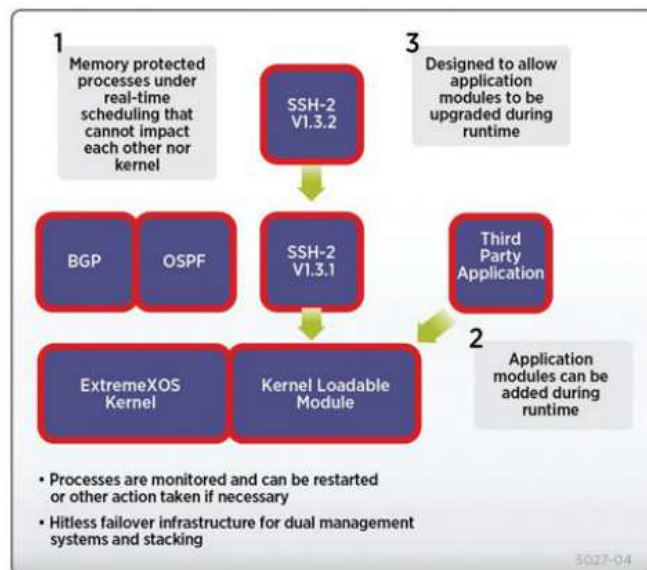 1
Memory protected
processes under
real-time
scheduling that
cannot impact
each other nor
kernel
SSH-2
V1.3.2
3
Designed to allow
application
modules to be
upgraded during
runtime
BGP
OSPF
SSH-2
V1.3.1
Third
Party
Application
ExtremeXOS
Kernel
Kernel Loadable
Module
2
Application
modules can be
added during
runtime
• Processes are monitored and can be restarted
or other action taken if necessary
• Hitless failover infrastructure for dual management
systems and stacking
5027-04